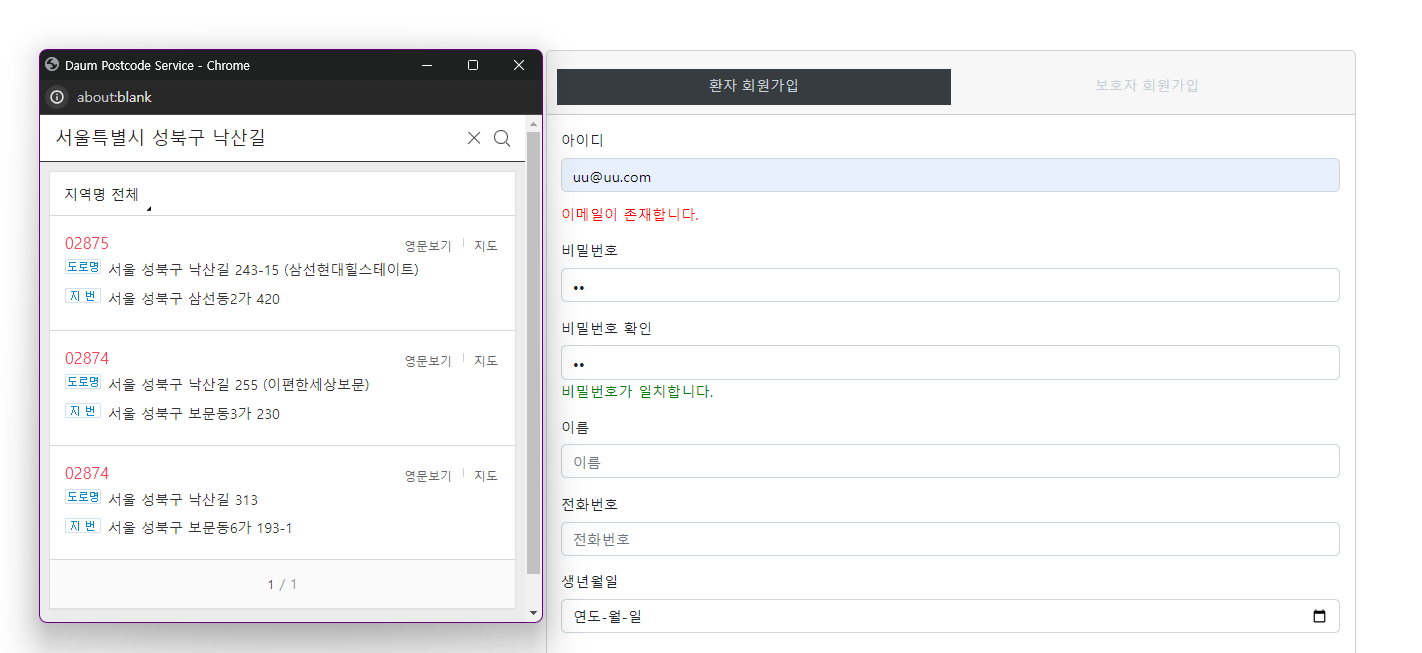 Daum Postcode Service - Chrome
about:blank
서울특별시 성북구 낙산길
지역명 전체
02875
영문보기 지도
도로명 서울 성북구 낙산길 243-15 (삼선현대힐스테이트)
지 번 서울 성북구 삼선동2가 420
02874
영문보기 지도
도로명 서울 성북구 낙산길 255 (이편한세상보문)
지 번 서울 성북구 보문동3가 230
02874
영문보기 지도
도로명 서울 성북구 낙산길 313
지 번 서울 성북구 보문동6가 193-1
1 / 1
환자 회원가입
보호자 회원가입
아이디
uu@uu.com
이메일이 존재합니다.
비밀번호
••
비밀번호 확인
••
비밀번호가 일치합니다.
이름
이름
전화번호
전화번호
생년월일
연도-월-일